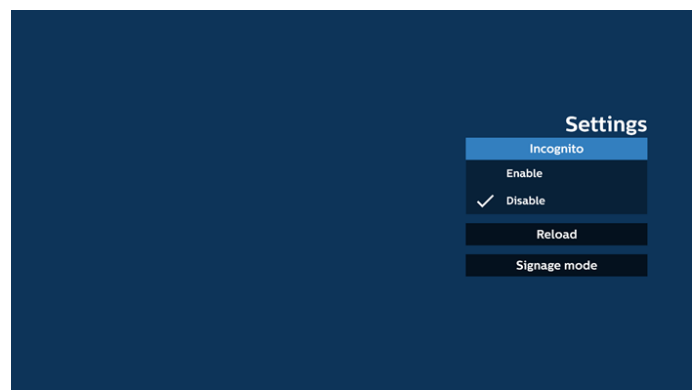 Settings
Incognito
Enable
Disable
Reload
Signage mode